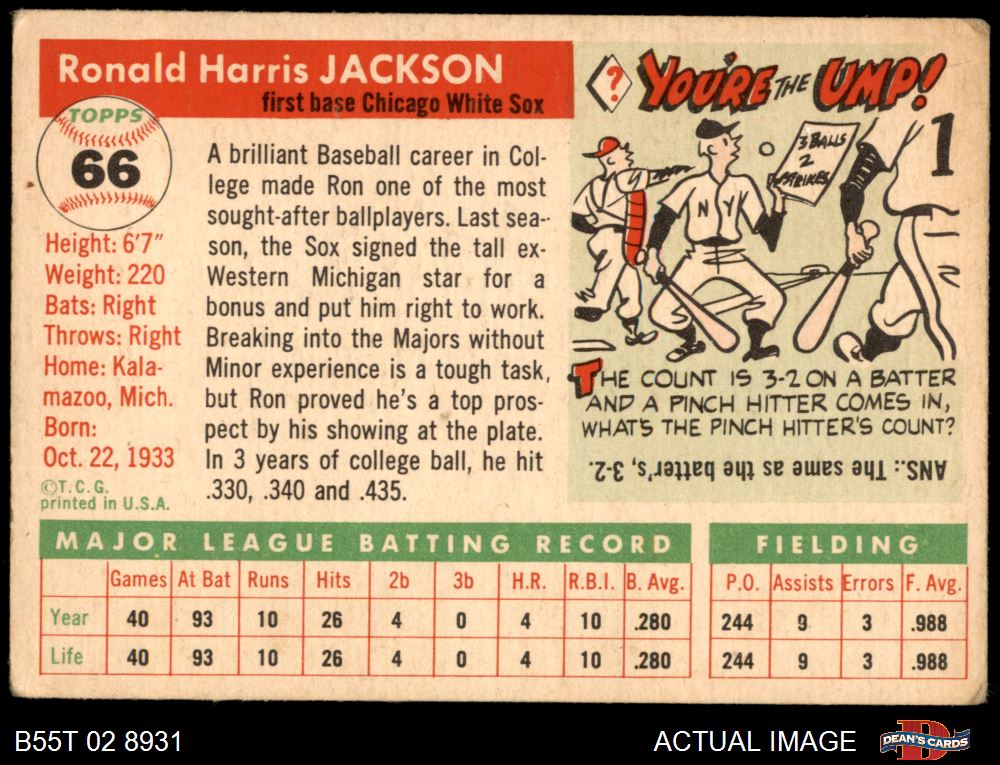 Ronald Harris JACKSON
first base Chicago White Sox
TOPPS
66
Height: 6'7"
Weight: 220
Bats: Right
Throws: Right
Home: Kala-
mazoo, Mich.
Born:
Oct. 22, 1933
©T.C.G.
printed in U.S.A.
A brilliant Baseball career in Col-
lege made Ron one of the most
sought-after ballplayers. Last sea-
son, the Sox signed the tall ex-
Western Michigan star for a
bonus and put him right to work.
Breaking into the Majors without
Minor experience is a tough task,
but Ron proved he's a top pros-
pect by his showing at the plate.
In 3 years of college ball, he hit
.330, .340 and .435.
? YOU'RE THE UMP!
3 BALLS
2
STRIKES
1
NY
THE COUNT IS 3-2 ON A BATTER
AND A PINCH HITTER COMES IN,
WHAT'S THE PINCH HITTER'S COUNT?
ANS.: The same as the batter's, 3-2.
MAJOR LEAGUE BATTING RECORD
Games At Bat Runs Hits 2b 3b H.R. R.B.I. B. Avg.
Year 40 93 10 26 4 0 4 10 .280
Life 40 93 10 26 4 0 4 10 .280
FIELDING
P.O. Assists Errors F. Avg.
244 9 3 .988
244 9 3 .988
B55T 02 8931
ACTUAL IMAGE
D
DEAN'S CARDS